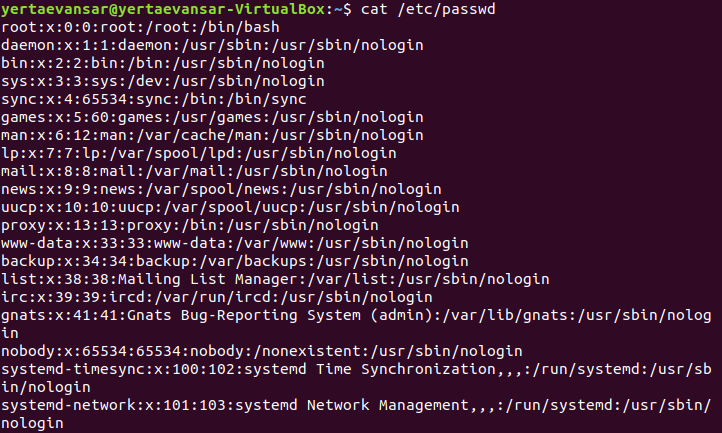 yertaevansar@yertaevansar-VirtualBox:~$ cat /etc/passwd
root:x:0:0:root:/root:/bin/bash
daemon:x:1:1:daemon:/usr/sbin:/usr/sbin/nologin
bin:x:2:2:bin:/bin:/usr/sbin/nologin
sys:x:3:3:sys:/dev:/usr/sbin/nologin
sync:x:4:65534:sync:/bin:/bin/sync
games:x:5:60:games:/usr/games:/usr/sbin/nologin
man:x:6:12:man:/var/cache/man:/usr/sbin/nologin
lp:x:7:7:lp:/var/spool/lpd:/usr/sbin/nologin
mail:x:8:8:mail:/var/mail:/usr/sbin/nologin
news:x:9:9:news:/var/spool/news:/usr/sbin/nologin
uucp:x:10:10:uucp:/var/spool/uucp:/usr/sbin/nologin
proxy:x:13:13:proxy:/bin:/usr/sbin/nologin
www-data:x:33:33:www-data:/var/www:/usr/sbin/nologin
backup:x:34:34:backup:/var/backups:/usr/sbin/nologin
list:x:38:38:Mailing List Manager:/var/list:/usr/sbin/nologin
irc:x:39:39:ircd:/var/run/ircd:/usr/sbin/nologin
gnats:x:41:41:Gnats Bug-Reporting System (admin):/var/lib/gnats:/usr/sbin/nolog
in
nobody:x:65534:65534:nobody:/nonexistent:/usr/sbin/nologin
systemd-timesync:x:100:102:systemd Time Synchronization,,,:/run/systemd:/usr/sb
in/nologin
systemd-network:x:101:103:systemd Network Management,,,:/run/systemd:/usr/sbin/
nologin